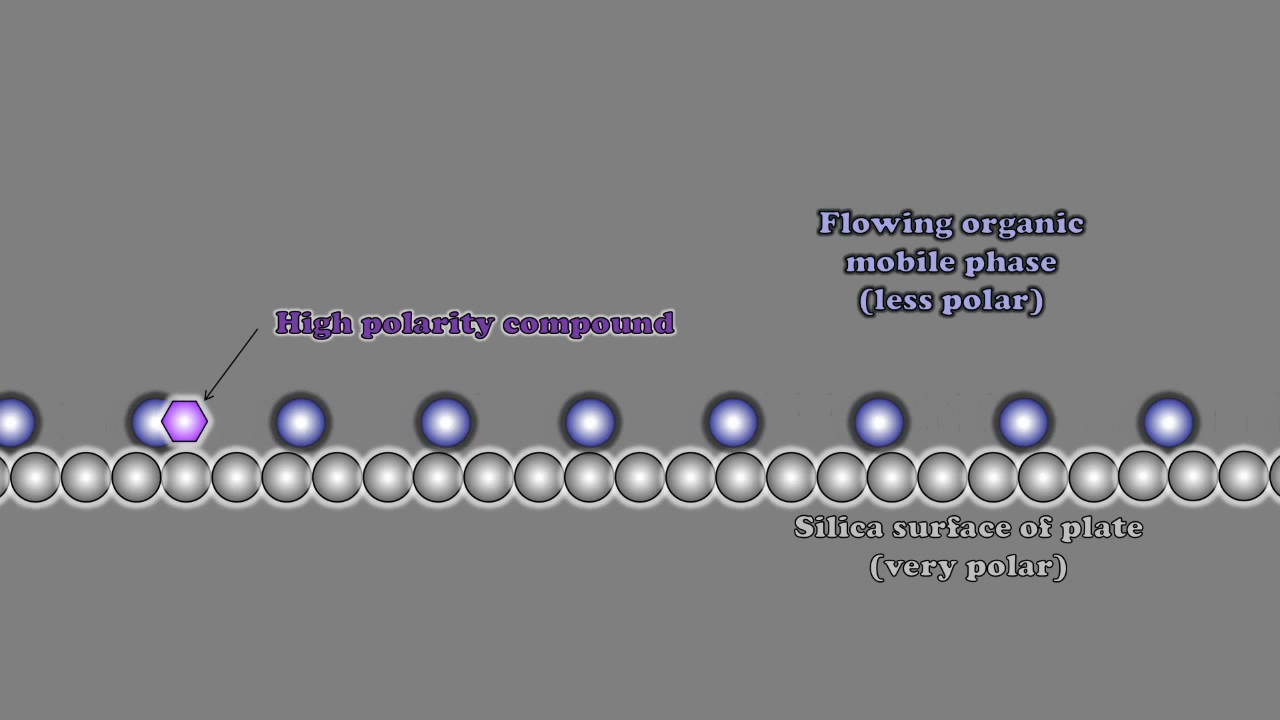 Flowing organic
mobile phase
(less polar)
High polarity compound
Silica surface of plate
(very polar)